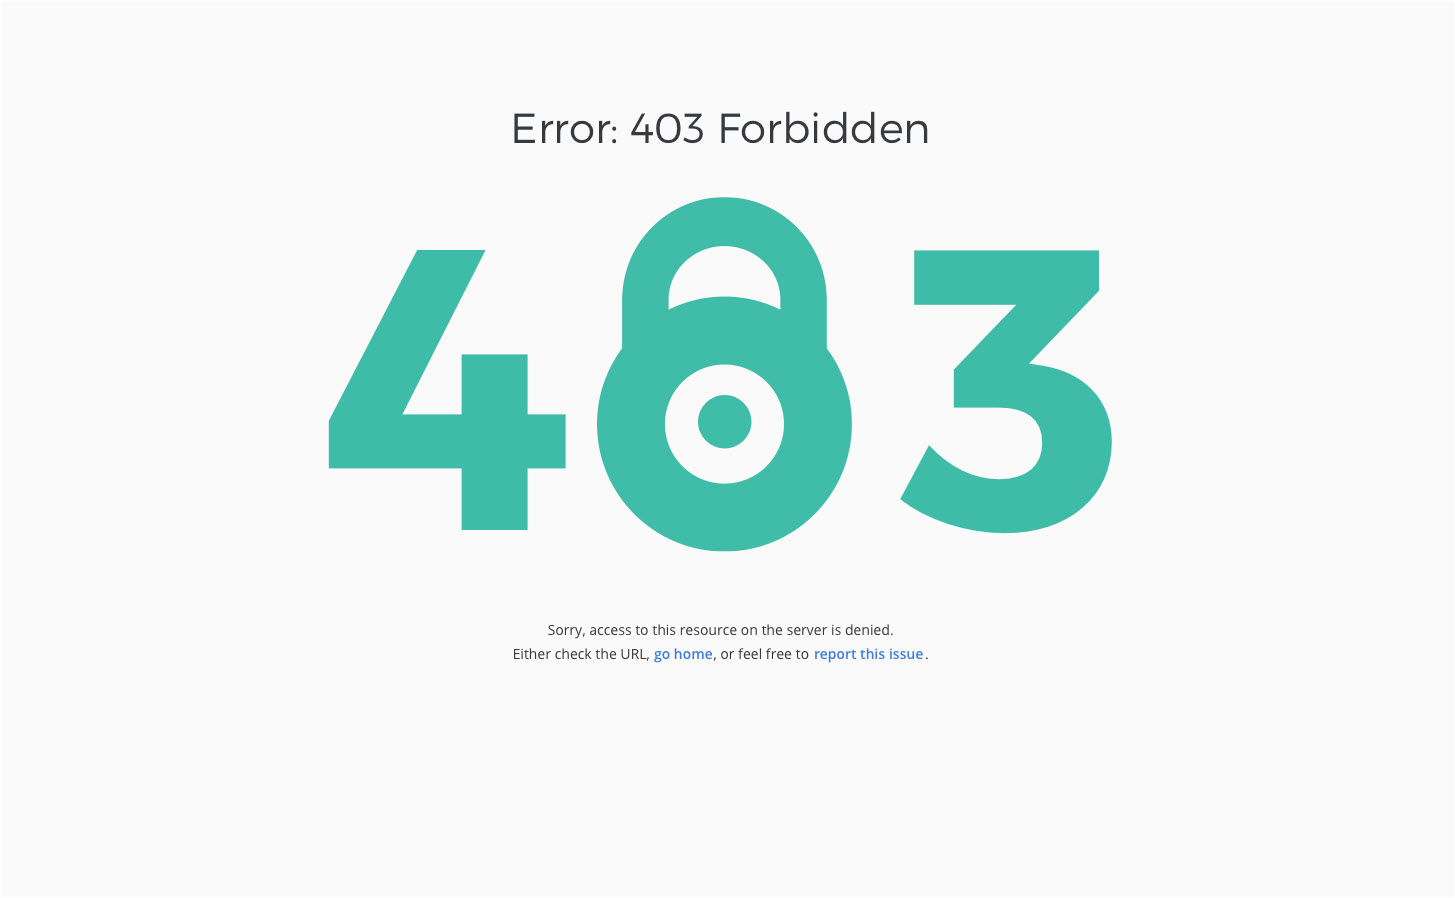 Error: 403 Forbidden
403
Sorry, access to this resource on the server is denied.
Either check the URL, go home, or feel free to report this issue.